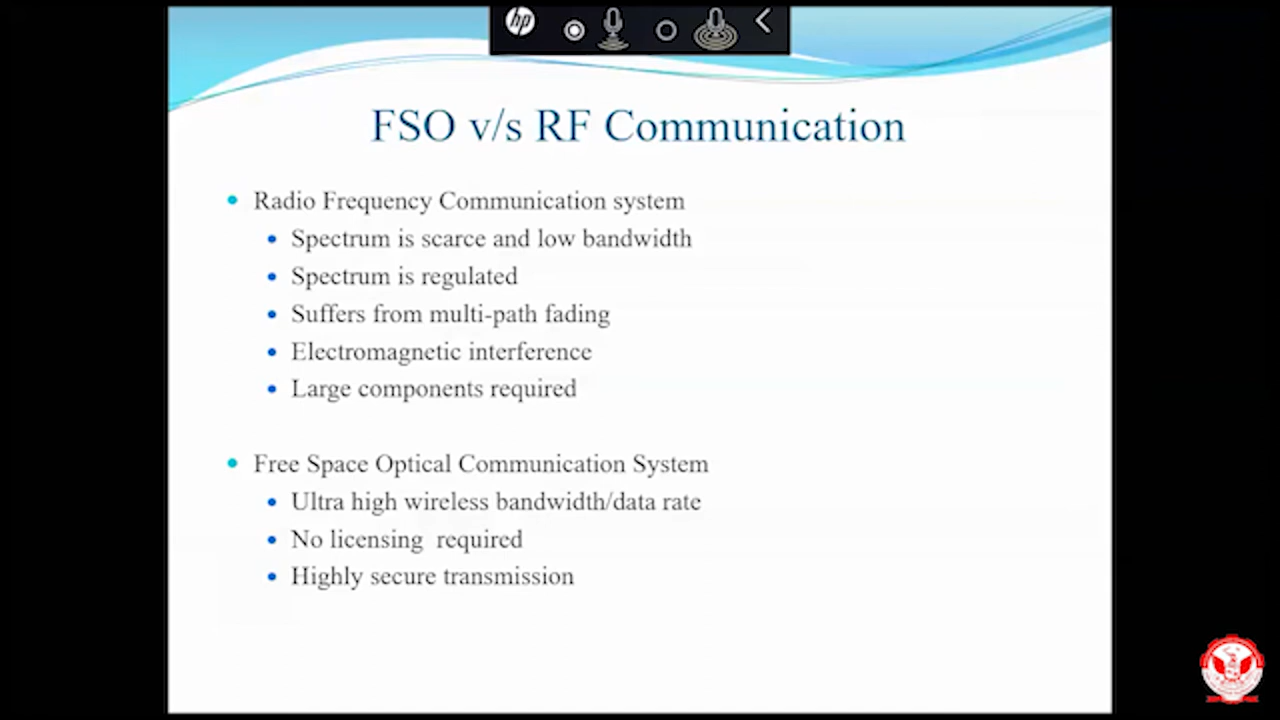 hp
FSO v/s RF Communication
Radio Frequency Communication system
Spectrum is scarce and low bandwidth
Spectrum is regulated
Suffers from multi-path fading
Electromagnetic interference
Large components required
Free Space Optical Communication System
Ultra high wireless bandwidth/data rate
No licensing required
Highly secure transmission